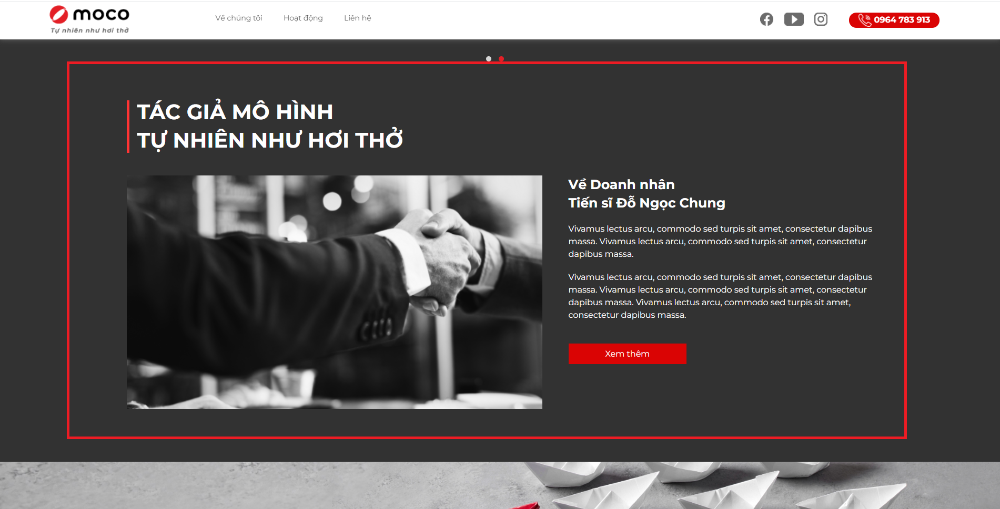 moco
Tự nhiên như hơi thở
Về chúng tôi
Hoạt động
Liên hệ
0964 783 913
TÁC GIẢ MÔ HÌNH
TỰ NHIÊN NHƯ HƠI THỞ
Về Doanh nhân
Tiến sĩ Đỗ Ngọc Chung
Vivamus lectus arcu, commodo sed turpis sit amet, consectetur dapibus
massa. Vivamus lectus arcu, commodo sed turpis sit amet, consectetur
dapibus massa.
Vivamus lectus arcu, commodo sed turpis sit amet, consectetur dapibus
massa. Vivamus lectus arcu, commodo sed turpis sit amet, consectetur
dapibus massa. Vivamus lectus arcu, commodo sed turpis sit amet,
consectetur dapibus massa.
Xem thêm